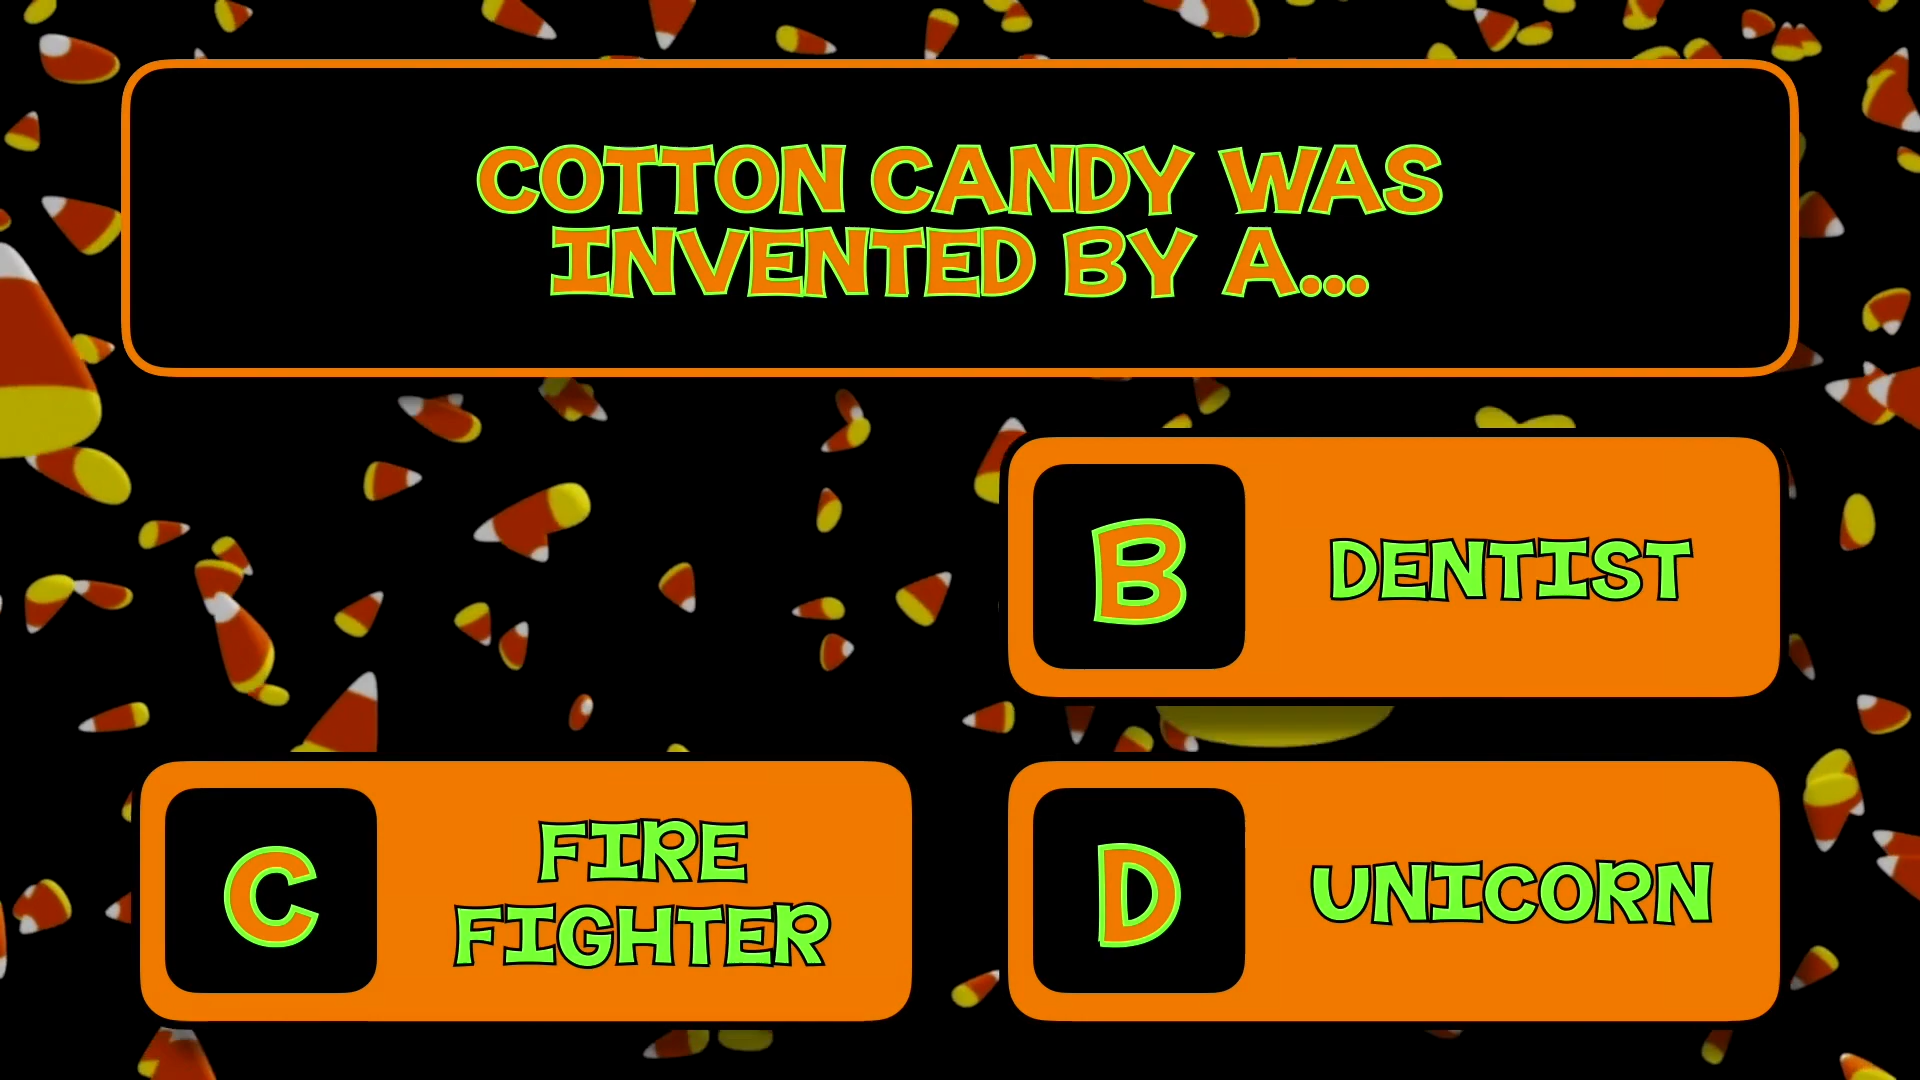 COTTON CANDY WAS
INVENTED BY A...
B
DENTIST
C
FIRE
FIGHTER
D
UNICORN